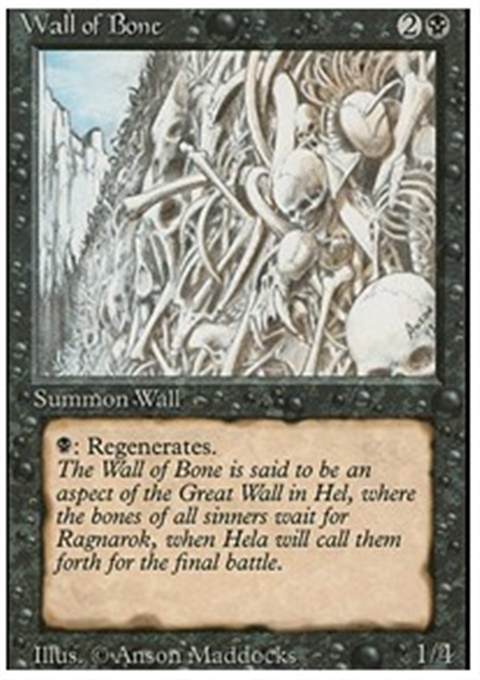 Wall of Bone 2
Summon Wall
: Regenerates.
The Wall of Bone is said to be an
aspect of the Great Wall in Hel, where
the bones of all sinners wait for
Ragnarok, when Hela will call them
forth for the final battle.
Illus. © Anson Maddocks 1/4